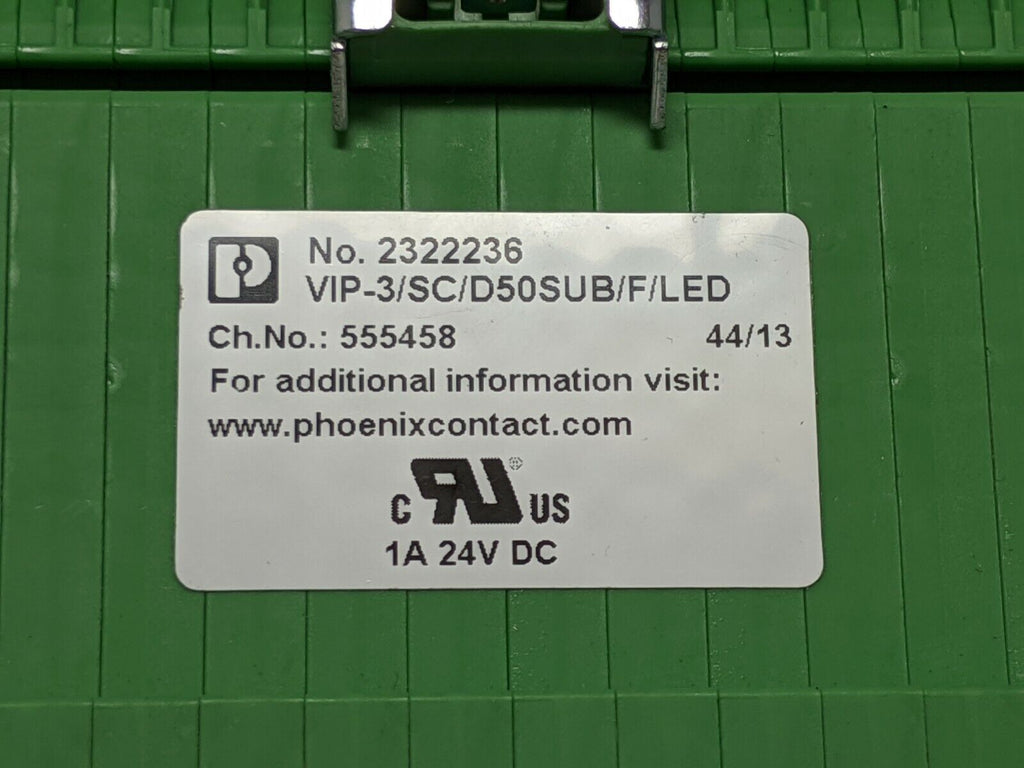 No. 2322236
VIP-3/SC/D50SUB/F/LED
Ch.No.: 555458 44/13
For additional information visit:
www.phoenixcontact.com
C RU ® US
1A 24V DC